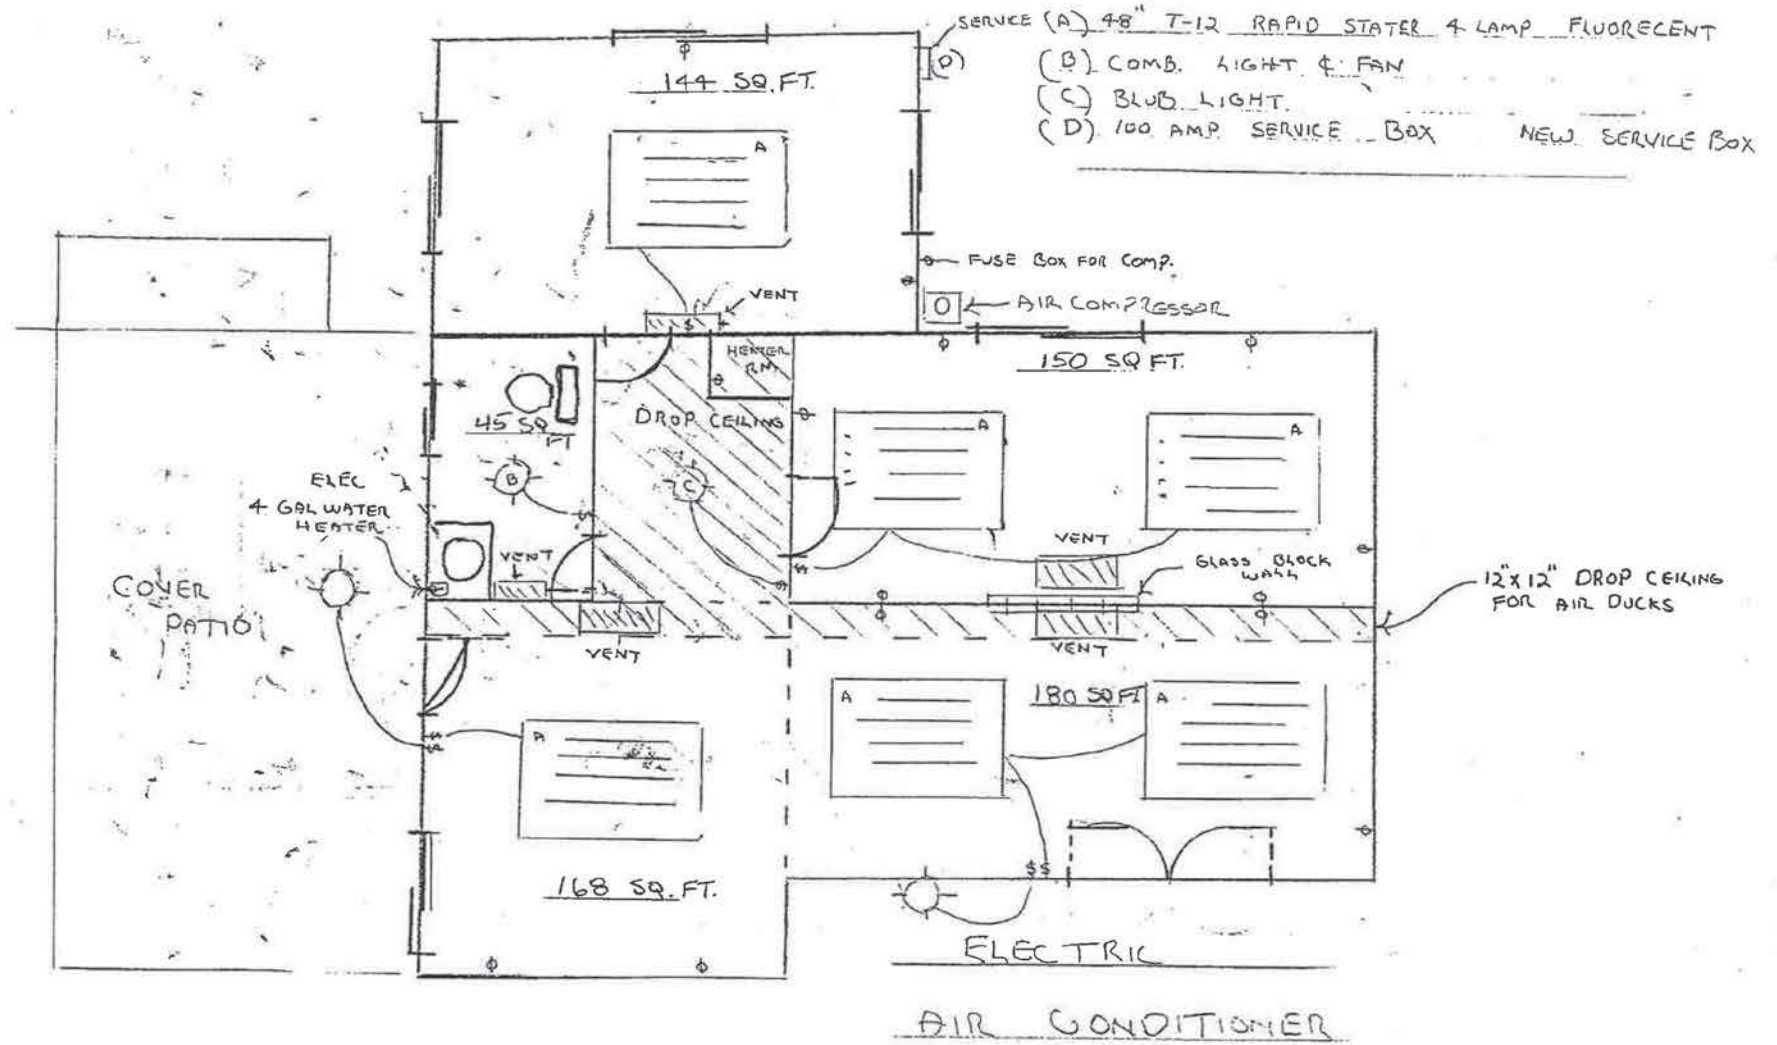 SERVICE (A) 48" T-12 RAPID STATER 4 LAMP FLUORECENT
(B) COMB. LIGHT & FAN
(C) BLUB LIGHT
(D) 100 AMP. SERVICE BOX NEW SERVICE BOX
(D)
144 SQ.FT.
A
FUSE BOX FOR COMP.
VENT
O
AIR COMPRESSOR
HEATER
RM.
150 SQ FT.
DROP CEILING
45 SQ
FT
A
A
B
C
ELEC
4 GAL WATER
HEATER
VENT
VENT
GLASS BLOCK
WALL
COVER
PATIO
12"x12" DROP CEILING
FOR AIR DUCKS
VENT
VENT
180 SQ FT
A
A
A
168 SQ. FT.
ELECTRIC
AIR CONDITIONER